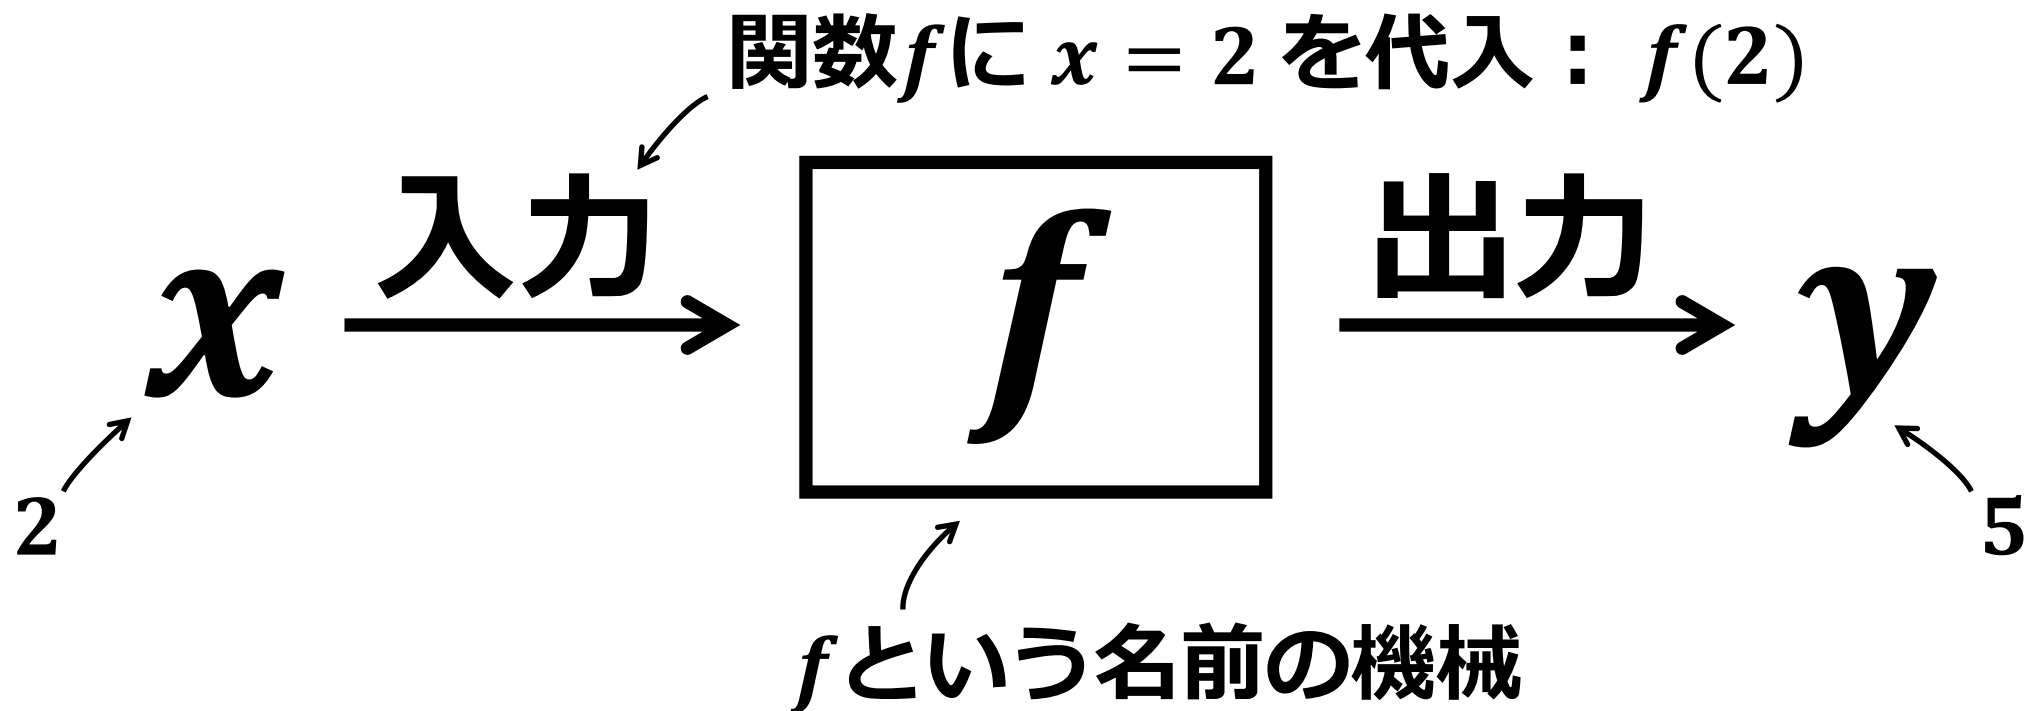 関数fに x = 2 を代入：f(2)
入力
出力
x
f
y
2
5
fという名前の機械